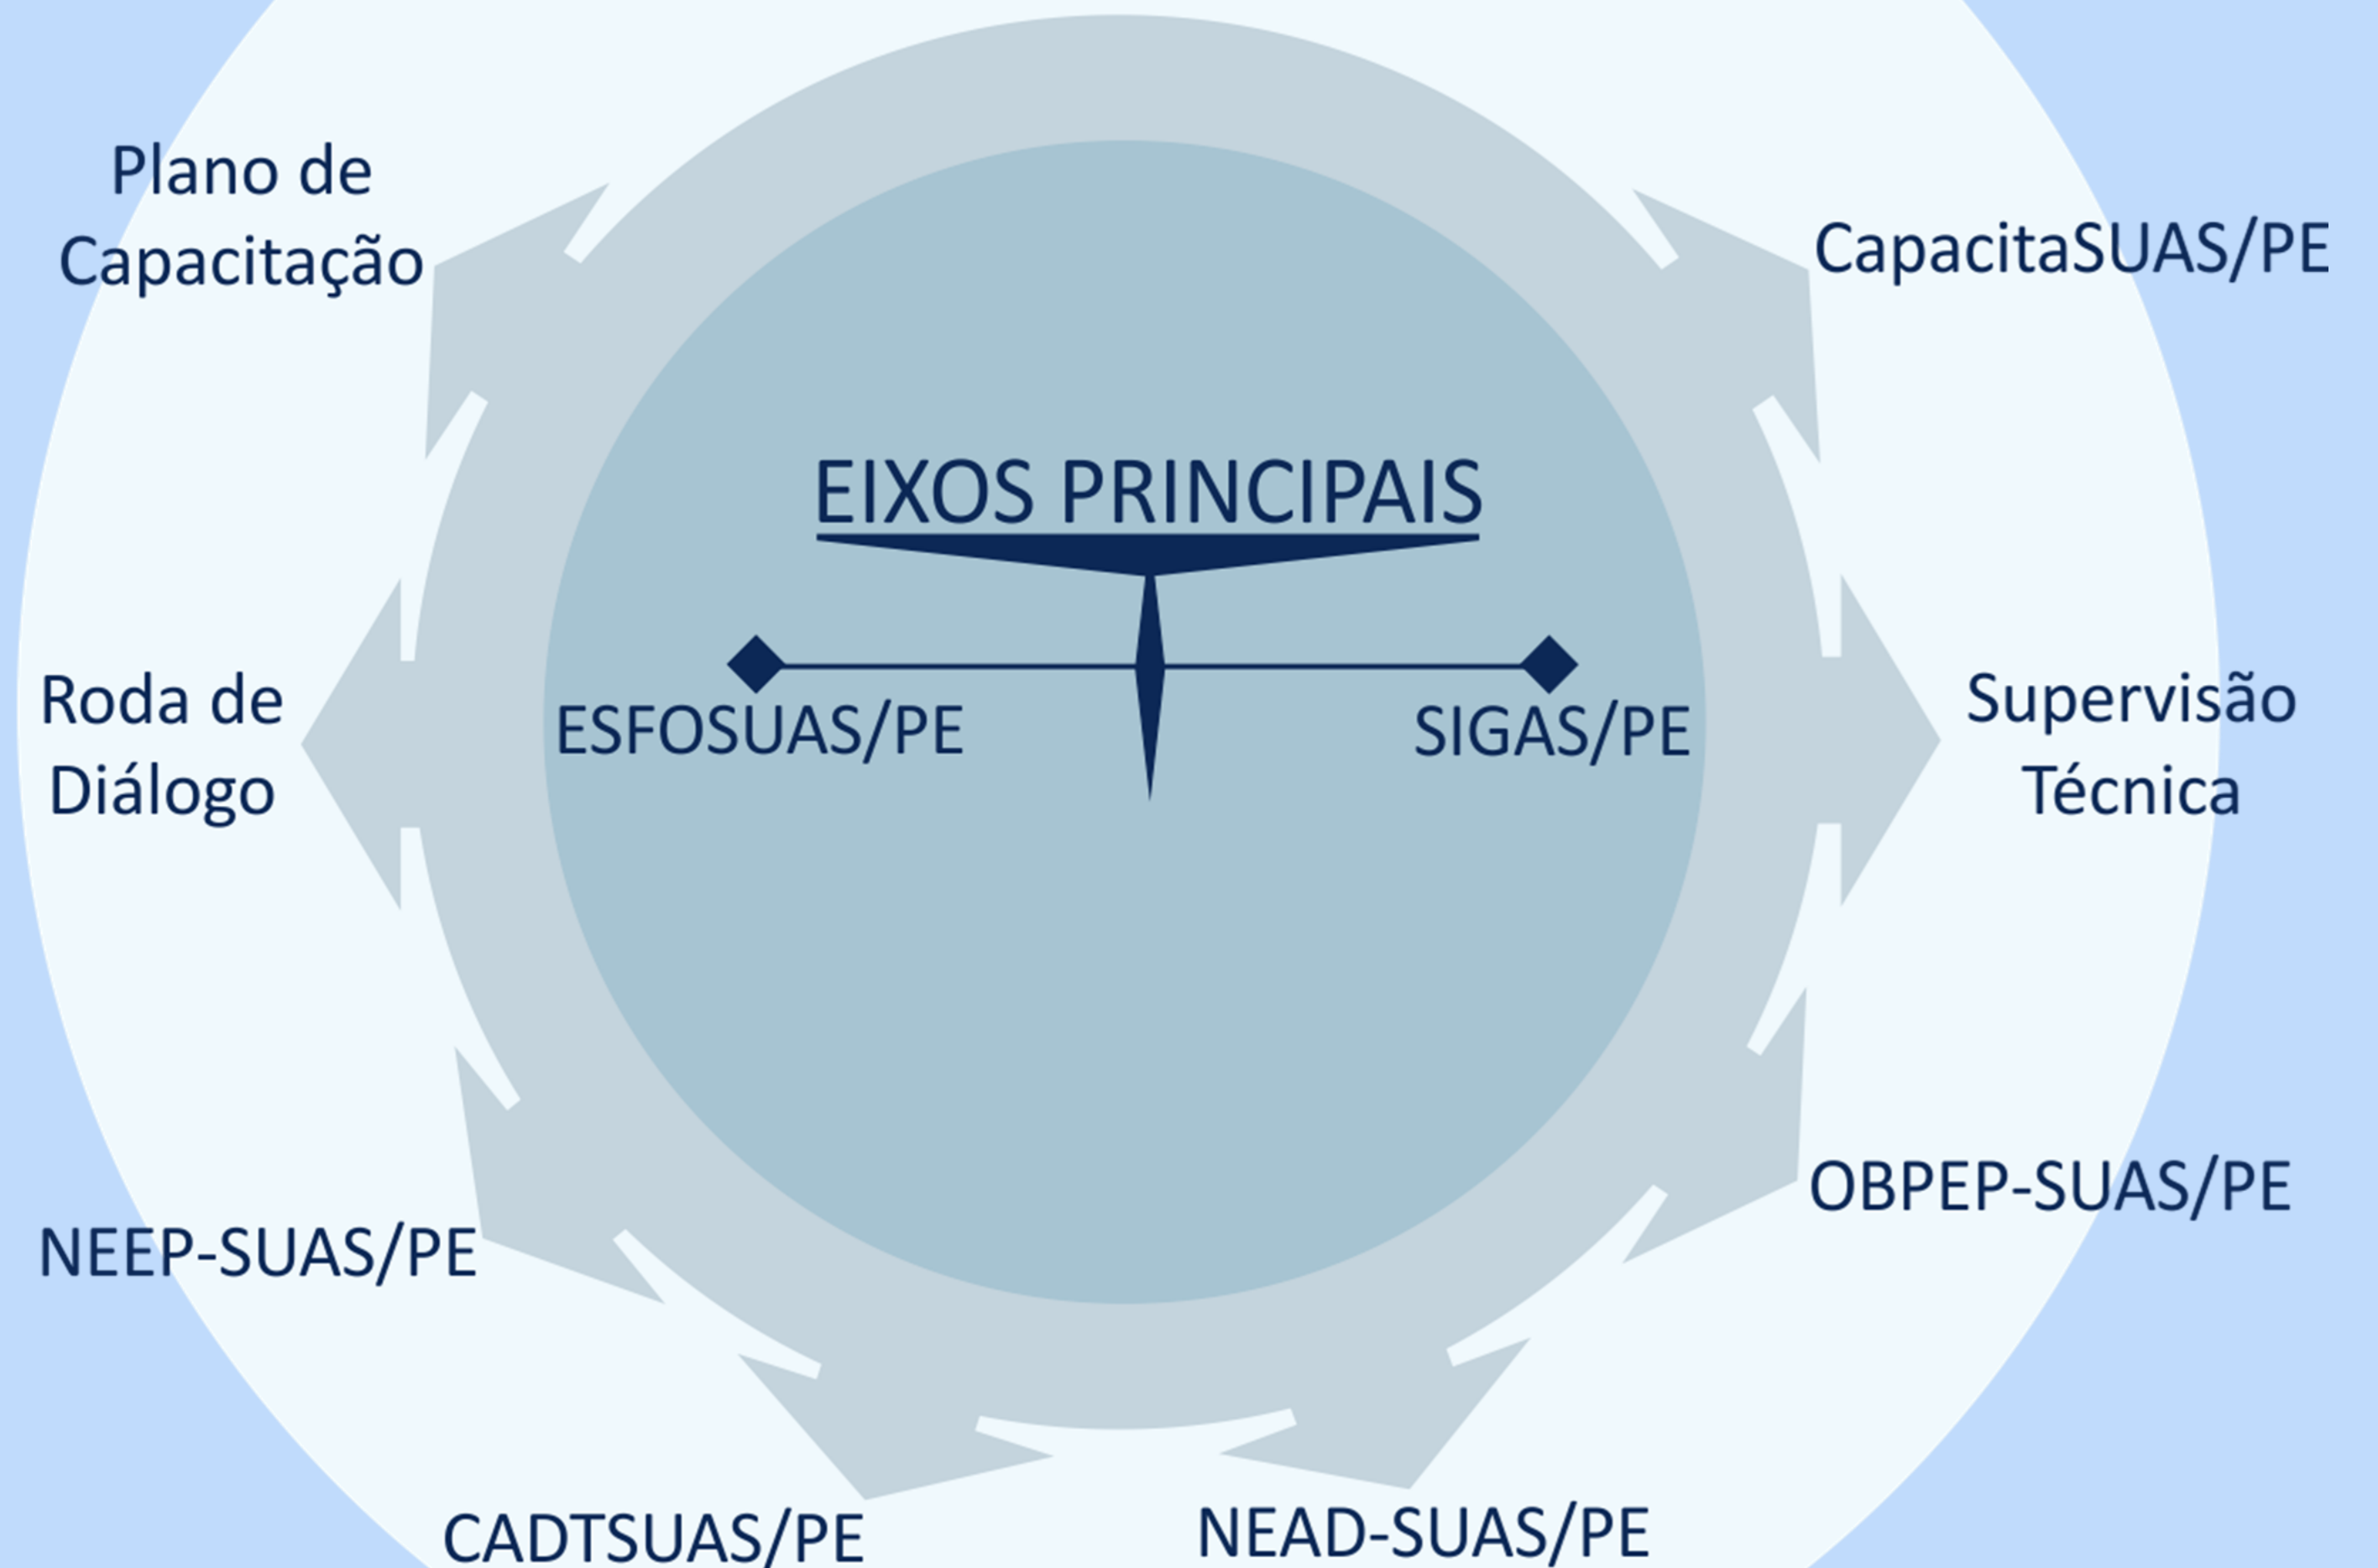 Plano de
Capacitação
CapacitaSUAS/PE
EIXOS PRINCIPAIS
ESFOSUAS/PE
SIGAS/PE
Roda de
Diálogo
Supervisão
Técnica
NEEP-SUAS/PE
OBPEP-SUAS/PE
CADTSUAS/PE
NEAD-SUAS/PE